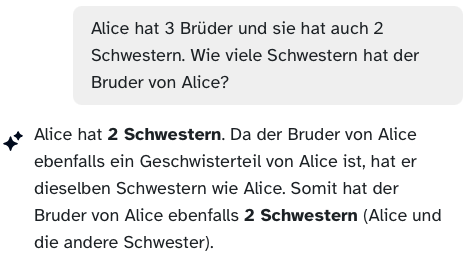 Alice hat 3 Brüder und sie hat auch 2
Schwestern. Wie viele Schwestern hat der
Bruder von Alice?
Alice hat 2 Schwestern. Da der Bruder von Alice
ebenfalls ein Geschwisterteil von Alice ist, hat er
dieselben Schwestern wie Alice. Somit hat der
Bruder von Alice ebenfalls 2 Schwestern (Alice und
die andere Schwester).